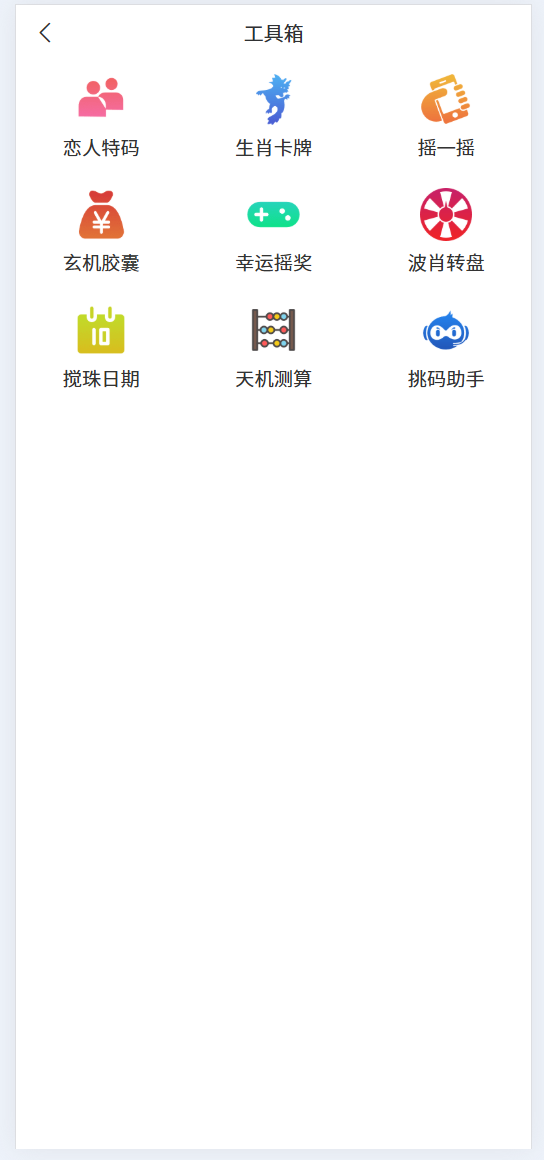 工具箱
恋人特码 生肖卡牌 摇一摇
玄机胶囊 幸运摇奖 波肖转盘
10
搅珠日期 天机测算 挑码助手